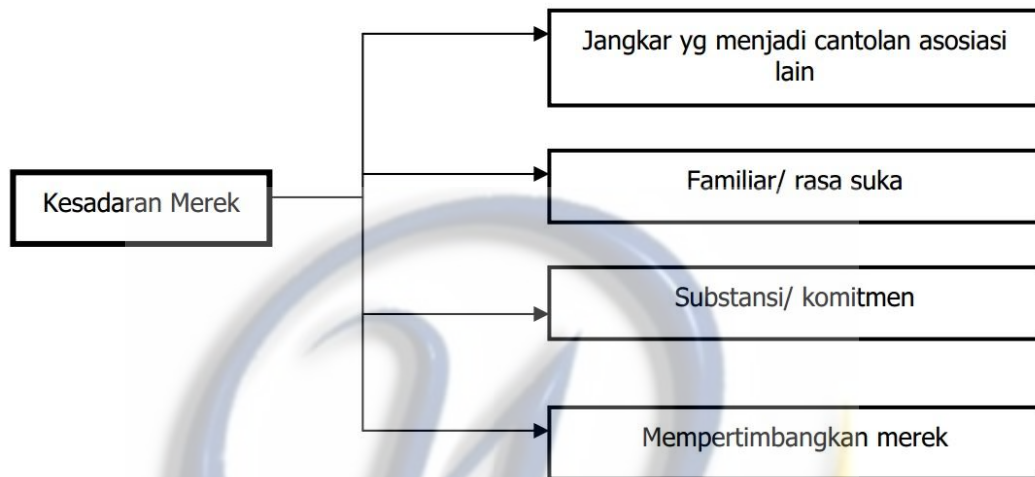 Jangkar yg menjadi cantolan asosiasi
lain
Familiar/ rasa suka
Kesadaran Merek
Substansi/ komitmen
Mempertimbangkan merek